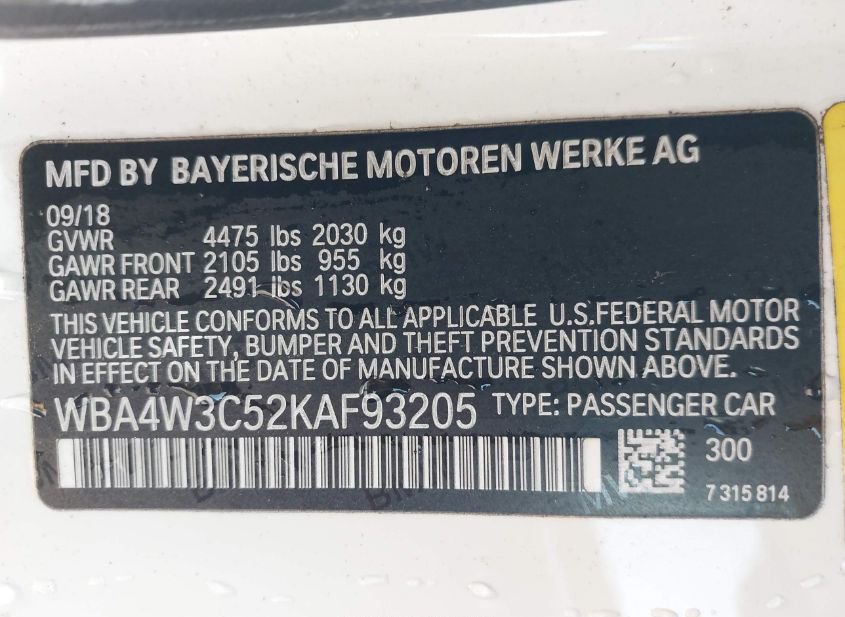 MFD BY BAYERISCHE MOTOREN WERKE AG
09/18
GVWR 4475 lbs 2030 kg
GAWR FRONT 2105 lbs 955 kg
GAWR REAR 2491 lbs 1130 kg
THIS VEHICLE CONFORMS TO ALL APPLICABLE U.S.FEDERAL MOTOR
VEHICLE SAFETY, BUMPER AND THEFT PREVENTION STANDARDS
IN EFFECT ON THE DATE OF MANUFACTURE SHOWN ABOVE.
WBA4W3C52KAF93205 TYPE: PASSENGER CAR
300
7 315 814